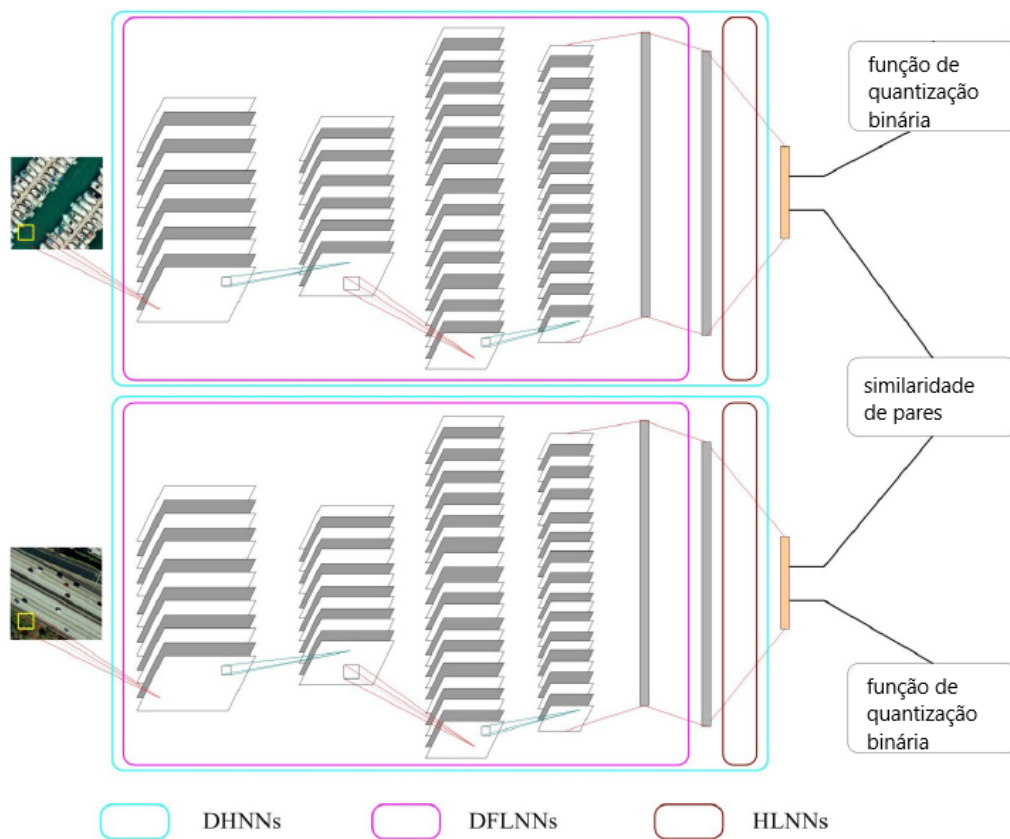 função de
quantização
binária
similaridade
de pares
função de
quantização
binária
DHNNs
DFLNNs
HLNNs